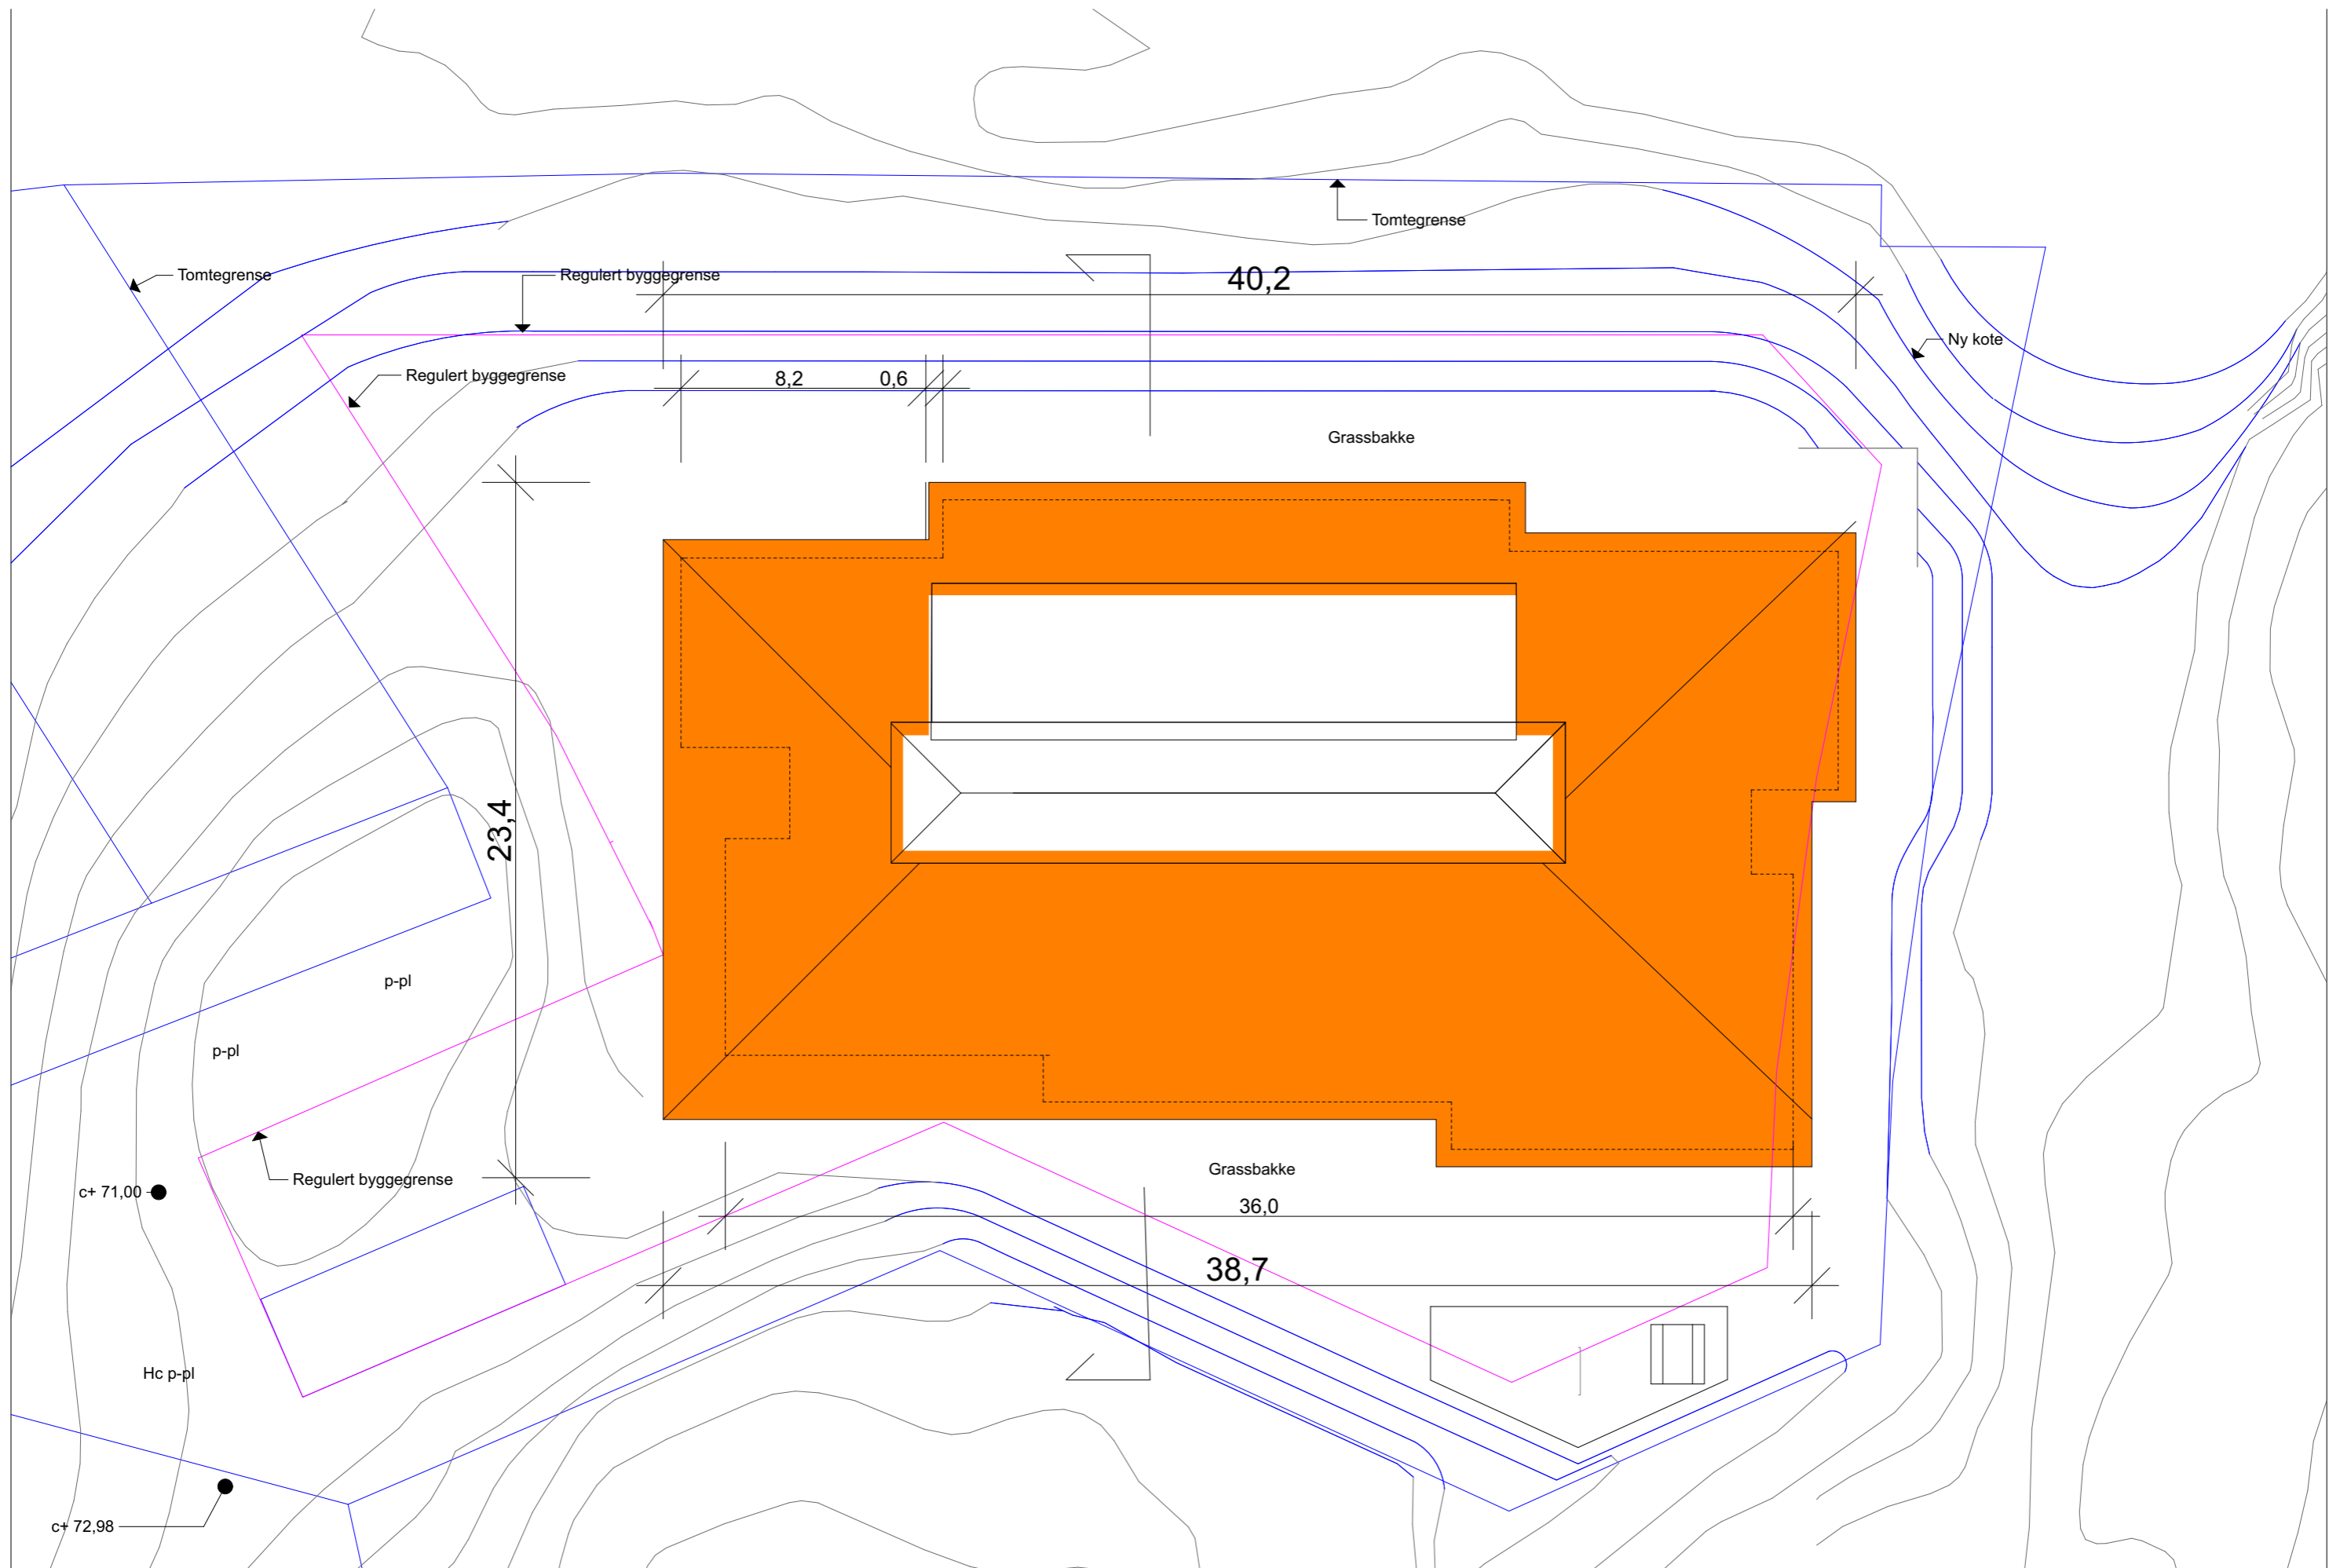 Tomtegrense
Tomtegrense
Regulert byggegrense
40,2
Ny kote
Regulert byggegrense
8,2
0,6
Grassbakke
23,4
p-pl
p-pl
Grassbakke
Regulert byggegrense
c+ 71,00
36,0
38,7
Hc p-pl
c+ 72,98